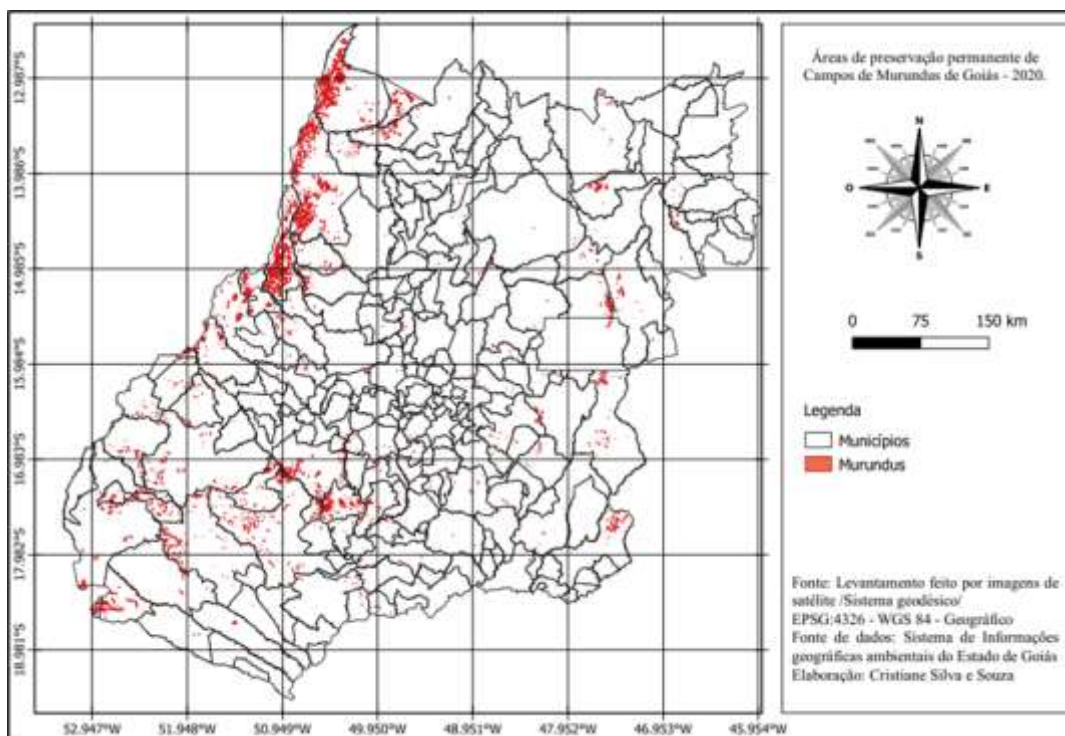 Áreas de preservação permanente de
Campos de Murundus de Goiás - 2020.
N
O
E
S
0 75 150 km
Legenda
Municípios
Murundus
Fonte: Levantamento feito por imagens de
satélite /Sistema geodésico/
EPSG:4326 - WGS 84 - Geográfico
Fonte de dados: Sistema de Informações
geográficas ambientais do Estado de Goiás
Elaboração: Cristiane Silva e Souza
12.987°S
13.986°S
14.985°S
15.984°S
16.983°S
17.982°S
18.981°S
52.947°W 51.948°W 50.949°W 49.950°W 48.951°W 47.952°W 46.953°W 45.954°W